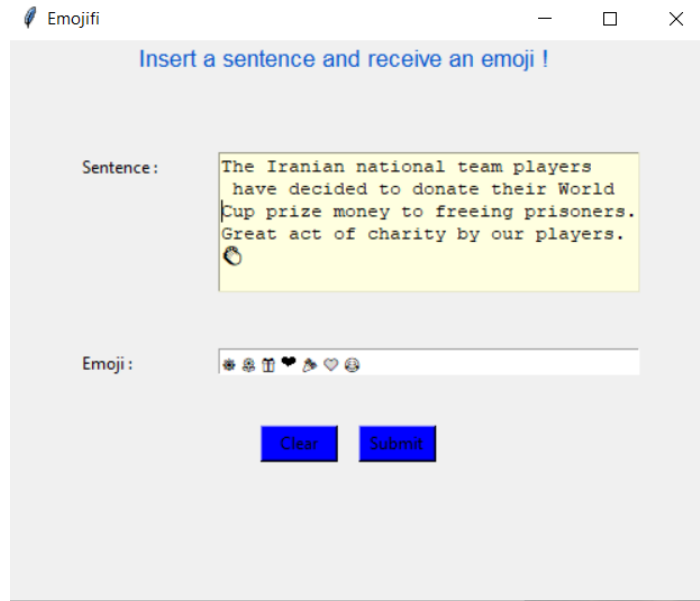 Emojifi
Insert a sentence and receive an emoji !
Sentence :
The Iranian national team players
have decided to donate their World
Cup prize money to freeing prisoners.
Great act of charity by our players.
👏
Emoji :
Clear
Submit